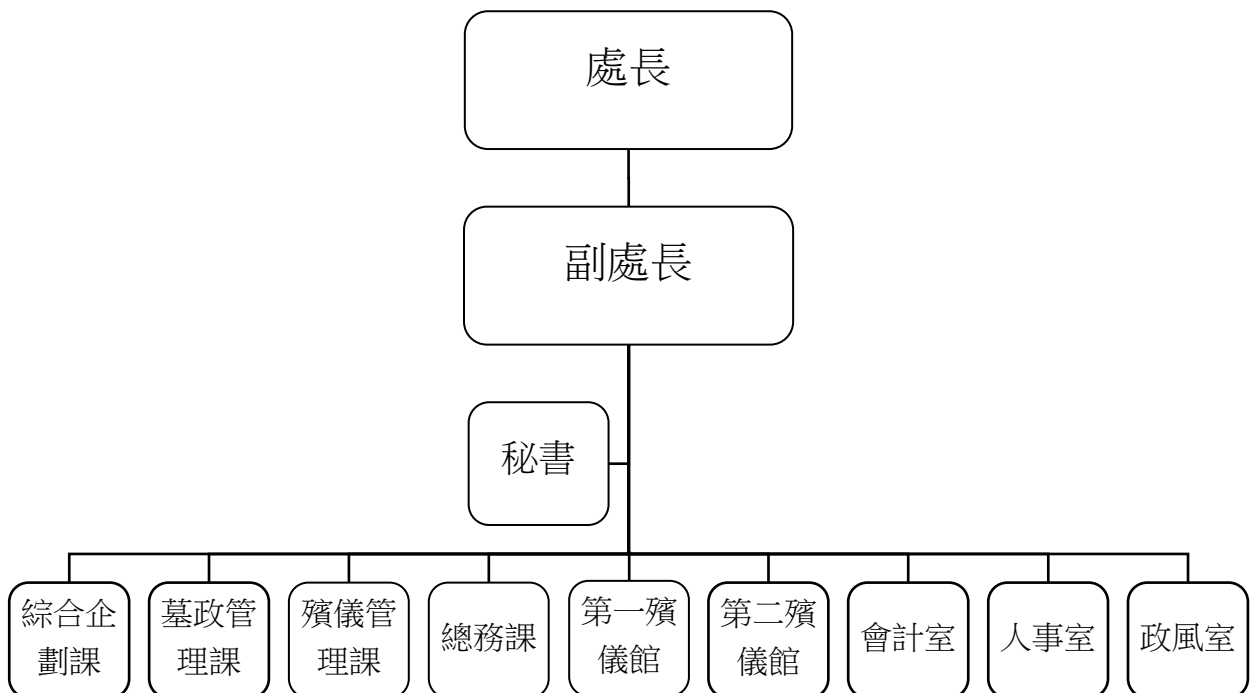 處長
副處長
秘書
綜合企
劃課
墓政管
理課
殯儀管
理課
總務課
第一殯
儀館
第二殯
儀館
會計室
人事室
政風室